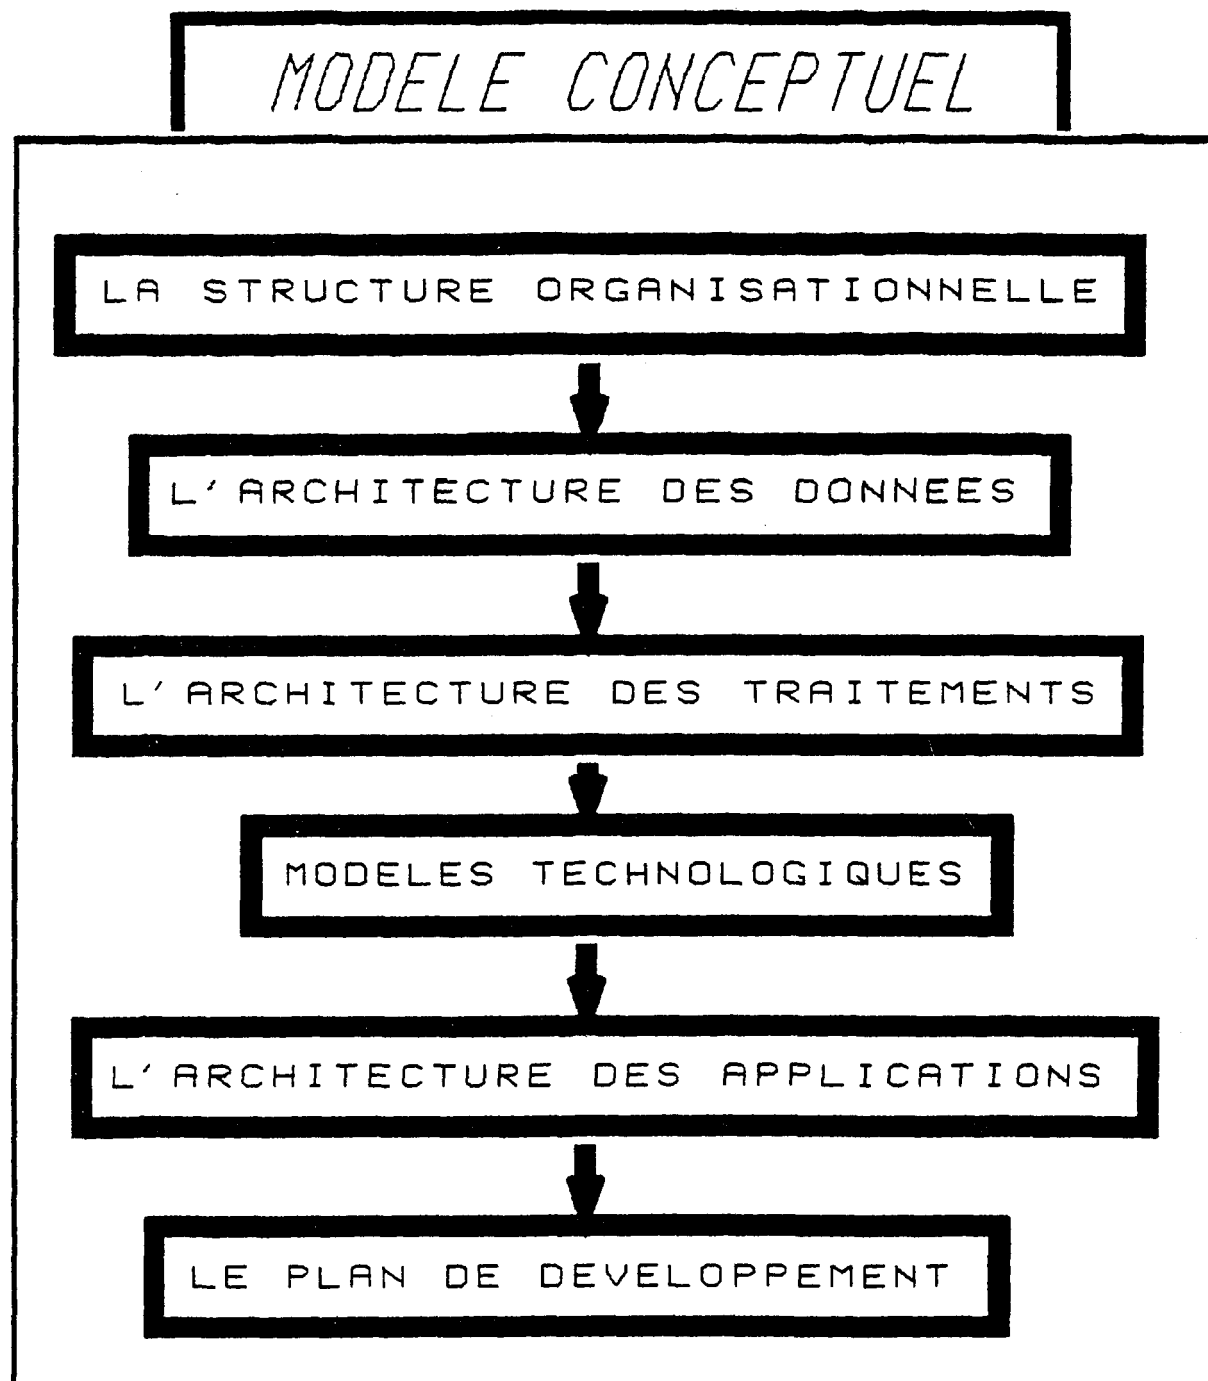 MODELE CONCEPTUEL
LA STRUCTURE ORGANISATIONNELLE
L'ARCHITECTURE DES DONNEES
L'ARCHITECTURE DES TRAITEMENTS
MODELES TECHNOLOGIQUES
L'ARCHITECTURE DES APPLICATIONS
LE PLAN DE DEVELOPPEMENT